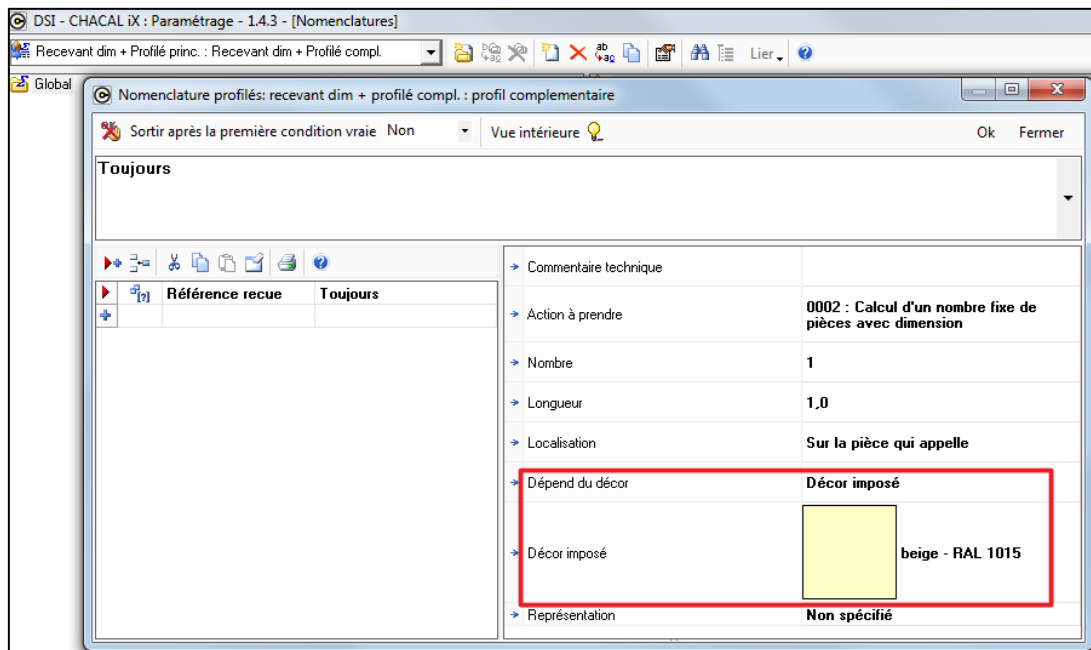 DSI - CHACAL iX : Paramétrage - 1.4.3 - [Nomenclatures]
Recevant dim + Profilé princ. : Recevant dim + Profilé compl.
Lier
Global
Nomenclature profilés: recevant dim + profilé compl. : profil complementaire
Sortir après la première condition vraie Non
Vue intérieure
Ok Fermer
Toujours
Référence recue Toujours
Commentaire technique
Action à prendre
0002 : Calcul d'un nombre fixe de
pièces avec dimension
Nombre
1
Longueur
1,0
Localisation
Sur la pièce qui appelle
Dépend du décor
Décor imposé
Décor imposé
beige - RAL 1015
Représentation
Non spécifié